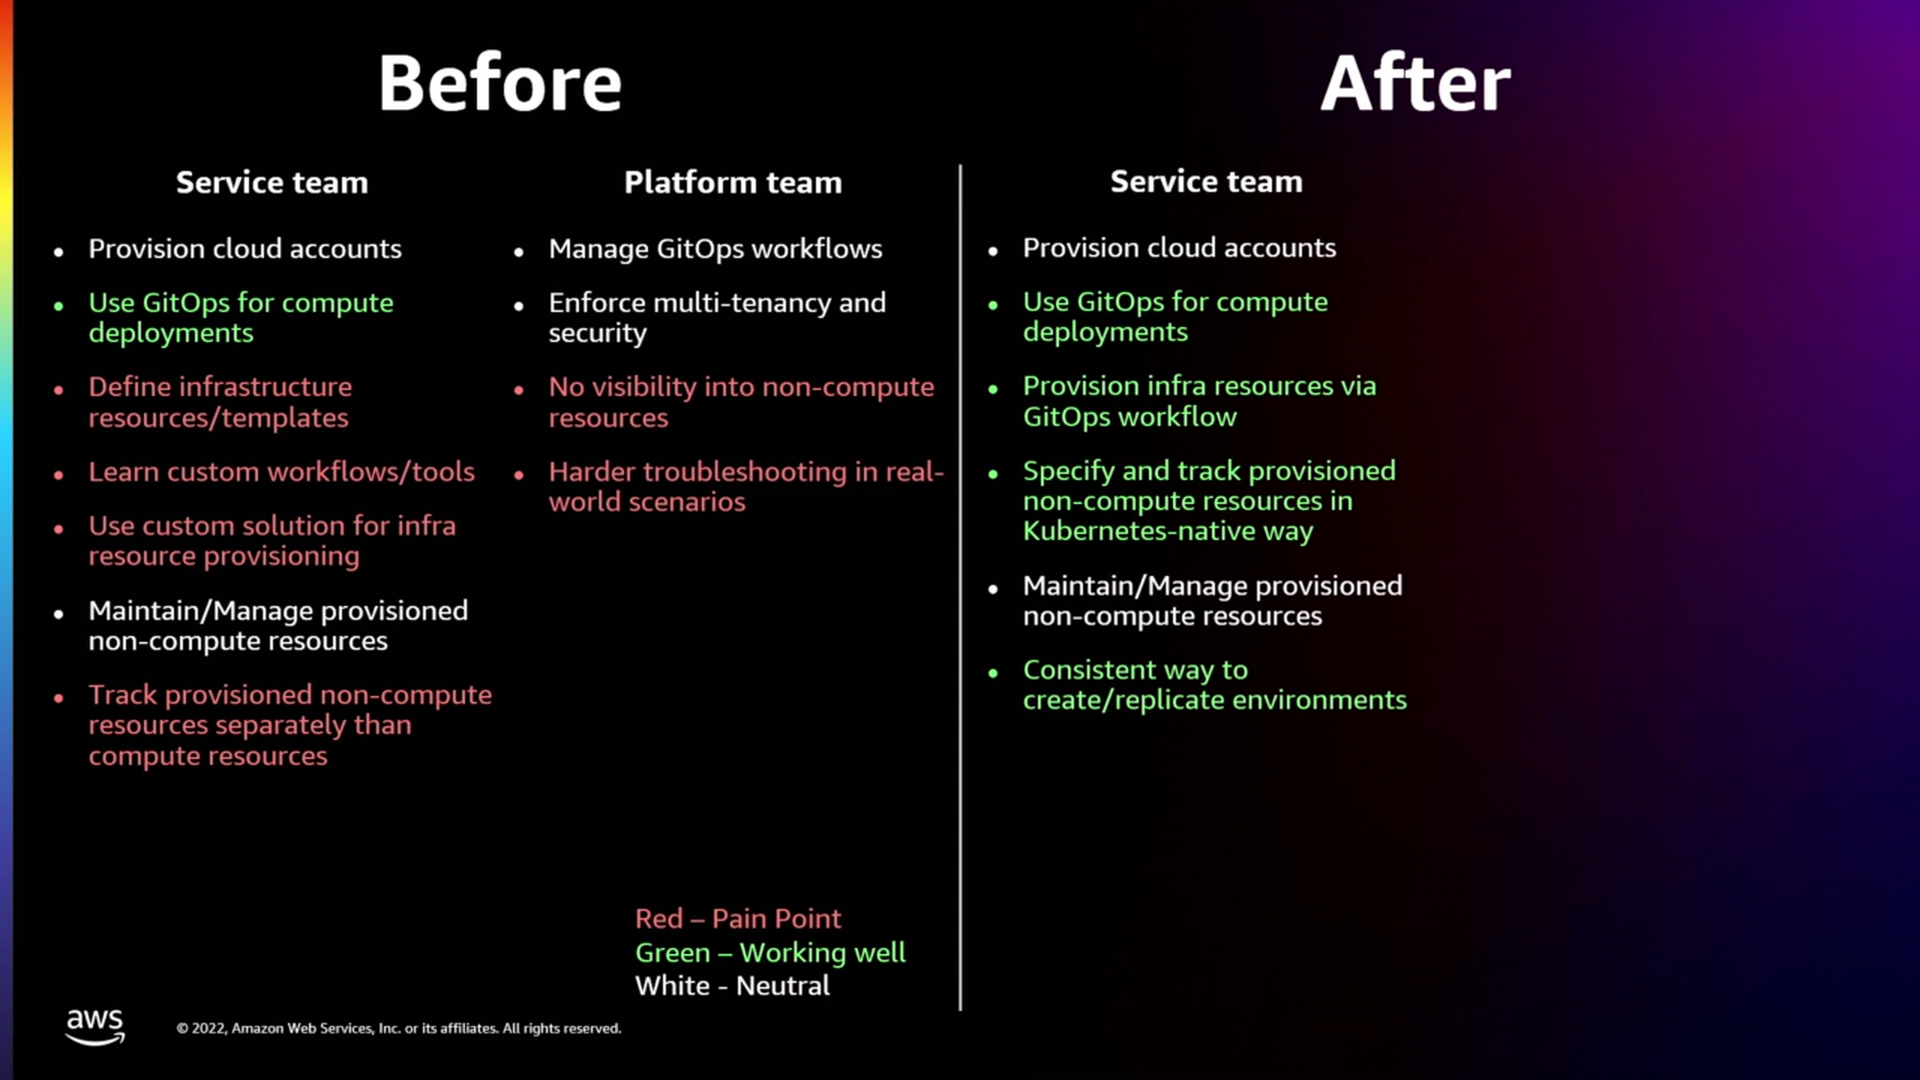 Before
After
Service team
• Provision cloud accounts
• Use GitOps for compute
deployments
• Define infrastructure
resources/templates
• Learn custom workflows/tools
• Use custom solution for infra
resource provisioning
• Maintain/Manage provisioned
non-compute resources
• Track provisioned non-compute
resources separately than
compute resources
Platform team
• Manage GitOps workflows
• Enforce multi-tenancy and
security
• No visibility into non-compute
resources
• Harder troubleshooting in real-
world scenarios
Red – Pain Point
Green – Working well
White - Neutral
Service team
• Provision cloud accounts
• Use GitOps for compute
deployments
• Provision infra resources via
GitOps workflow
• Specify and track provisioned
non-compute resources in
Kubernetes-native way
• Maintain/Manage provisioned
non-compute resources
• Consistent way to
create/replicate environments
aws
© 2022, Amazon Web Services, Inc. or its affiliates. All rights reserved.